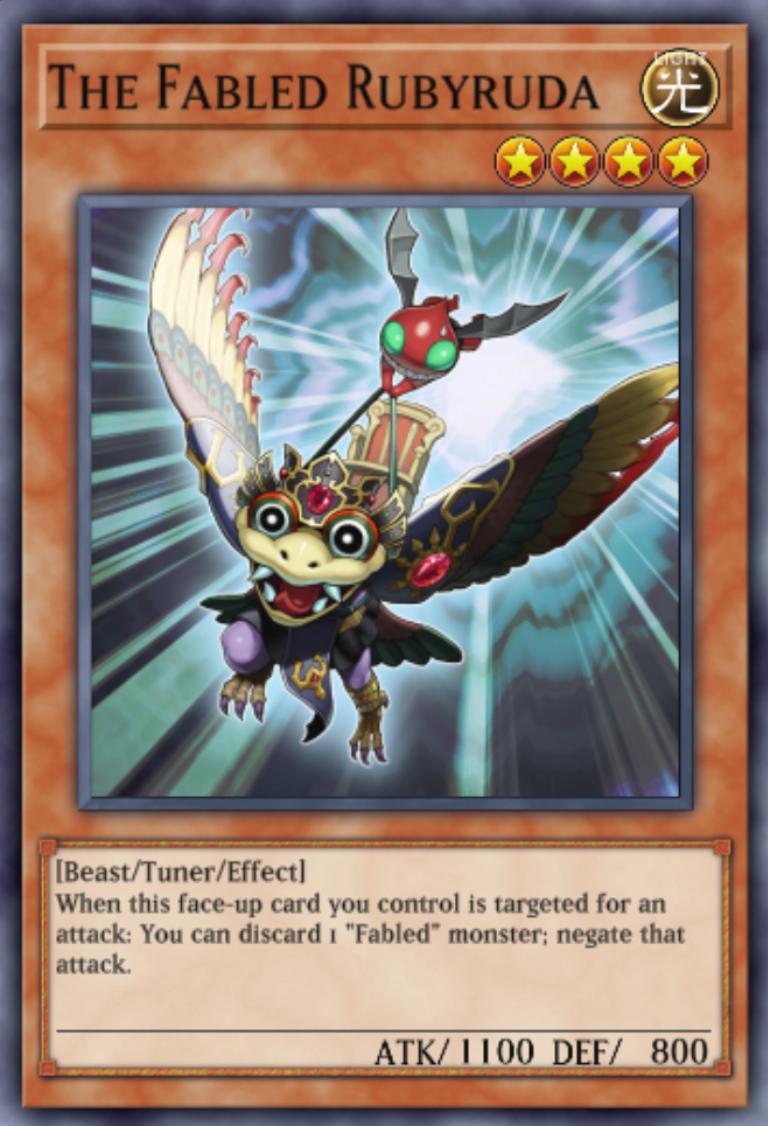 The Fabled Rubyruda
LIGHT
光
[Beast/Tuner/Effect]
When this face-up card you control is targeted for an
attack: You can discard 1 "Fabled" monster; negate that
attack.
ATK/ 1100 DEF/ 800